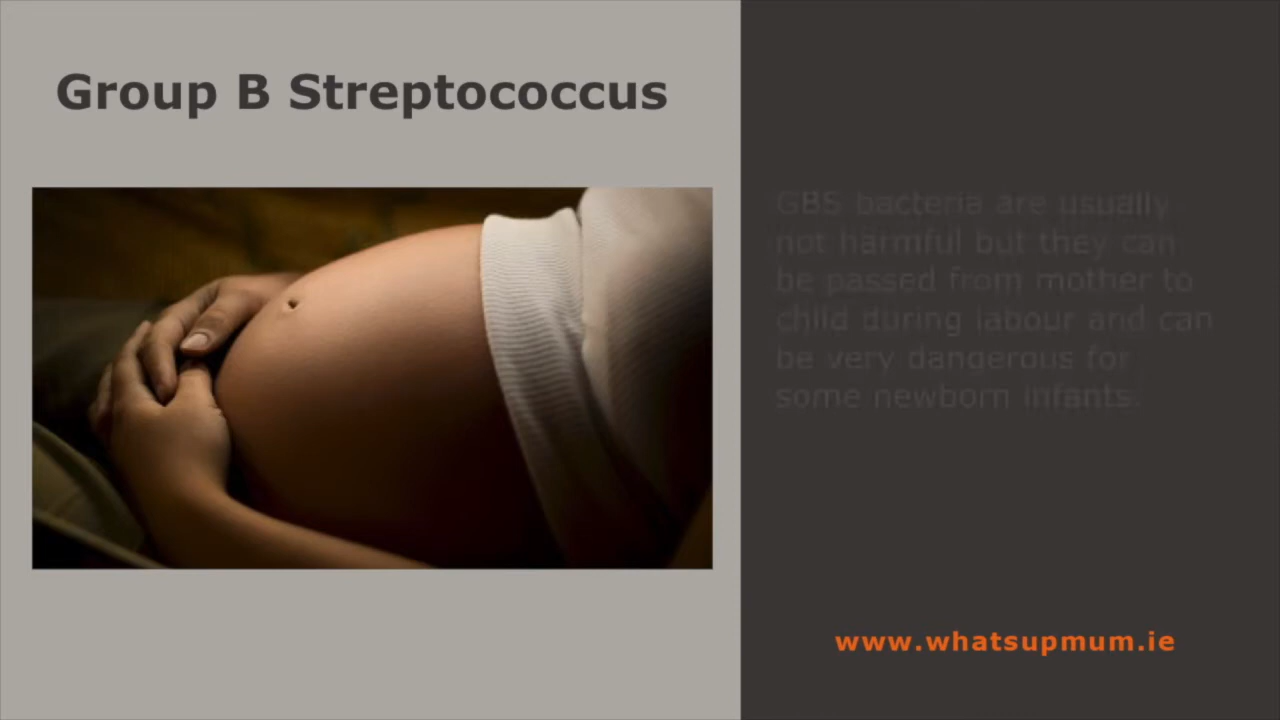 Group B Streptococcus
GBS bacteria are usually
not harmful but they can
be passed from mother to
child during labour and can
be very dangerous for
some newborn infants.
www.whatsupmum.ie